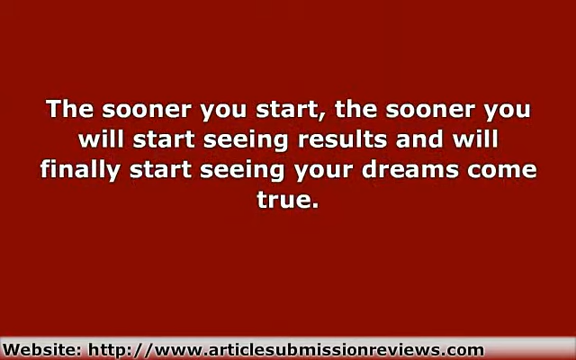 The sooner you start, the sooner you
will start seeing results and will
finally start seeing your dreams come
true.
Website: http://www.articlesubmissionreviews.com